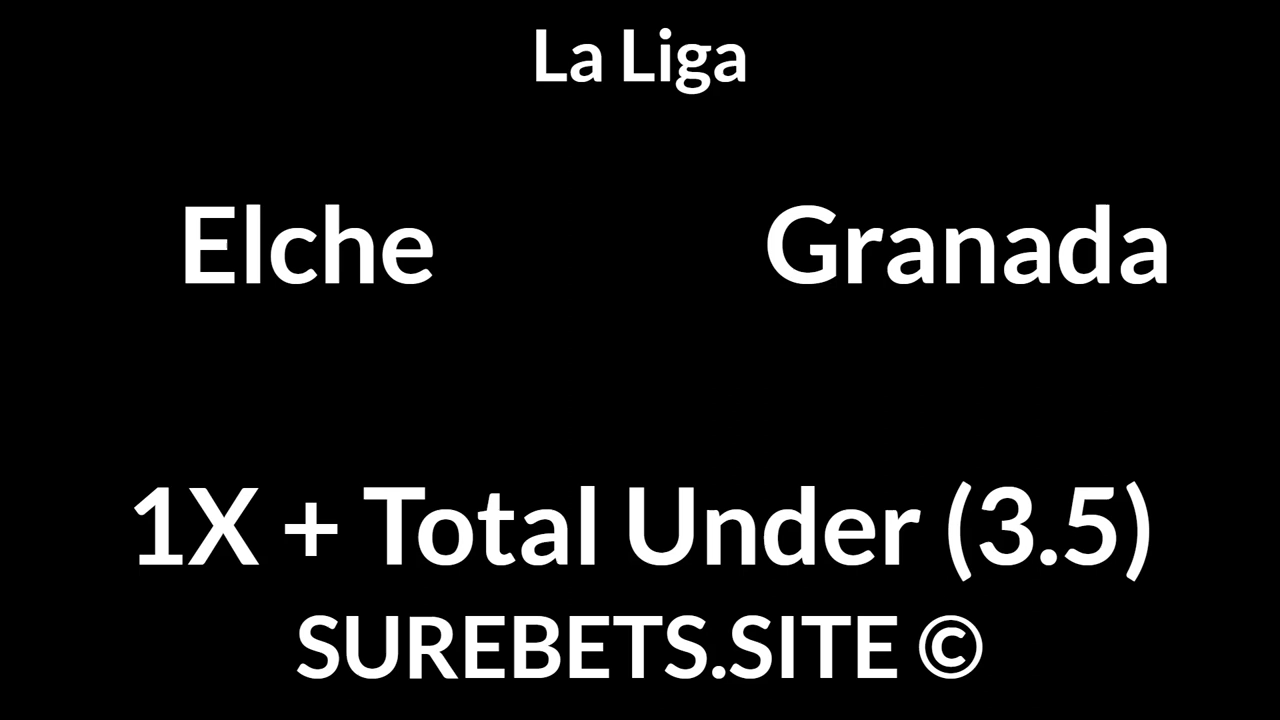 La Liga
Elche Granada
1X + Total Under (3.5)
SUREBETS.SITE ©